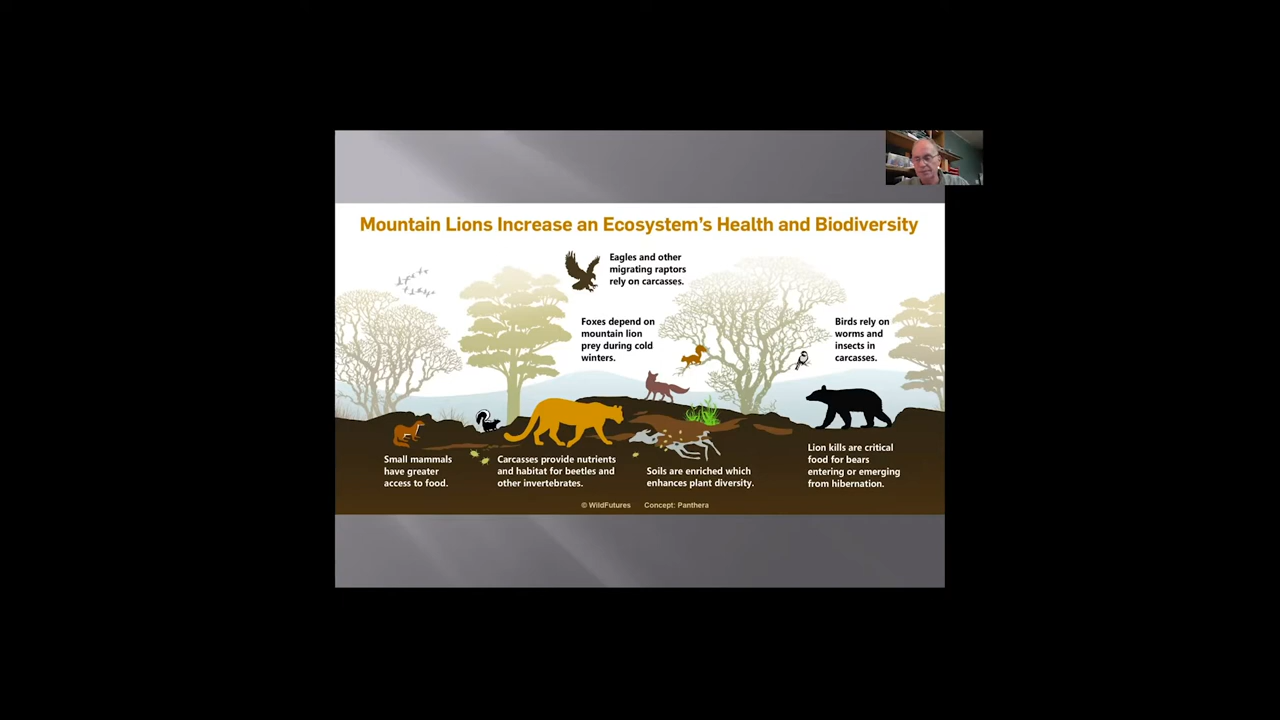 Mountain Lions Increase an Ecosystem's Health and Biodiversity
Eagles and other
migrating raptors
rely on carcasses.
Foxes depend on
mountain lion
prey during cold
winters.
Birds rely on
worms and
insects in
carcasses.
Small mammals
have greater
access to food.
Carcasses provide nutrients
and habitat for beetles and
other invertebrates.
Soils are enriched which
enhances plant diversity.
Lion kills are critical
food for bears
entering or emerging
from hibernation.
© WildFutures Concept: Panthera